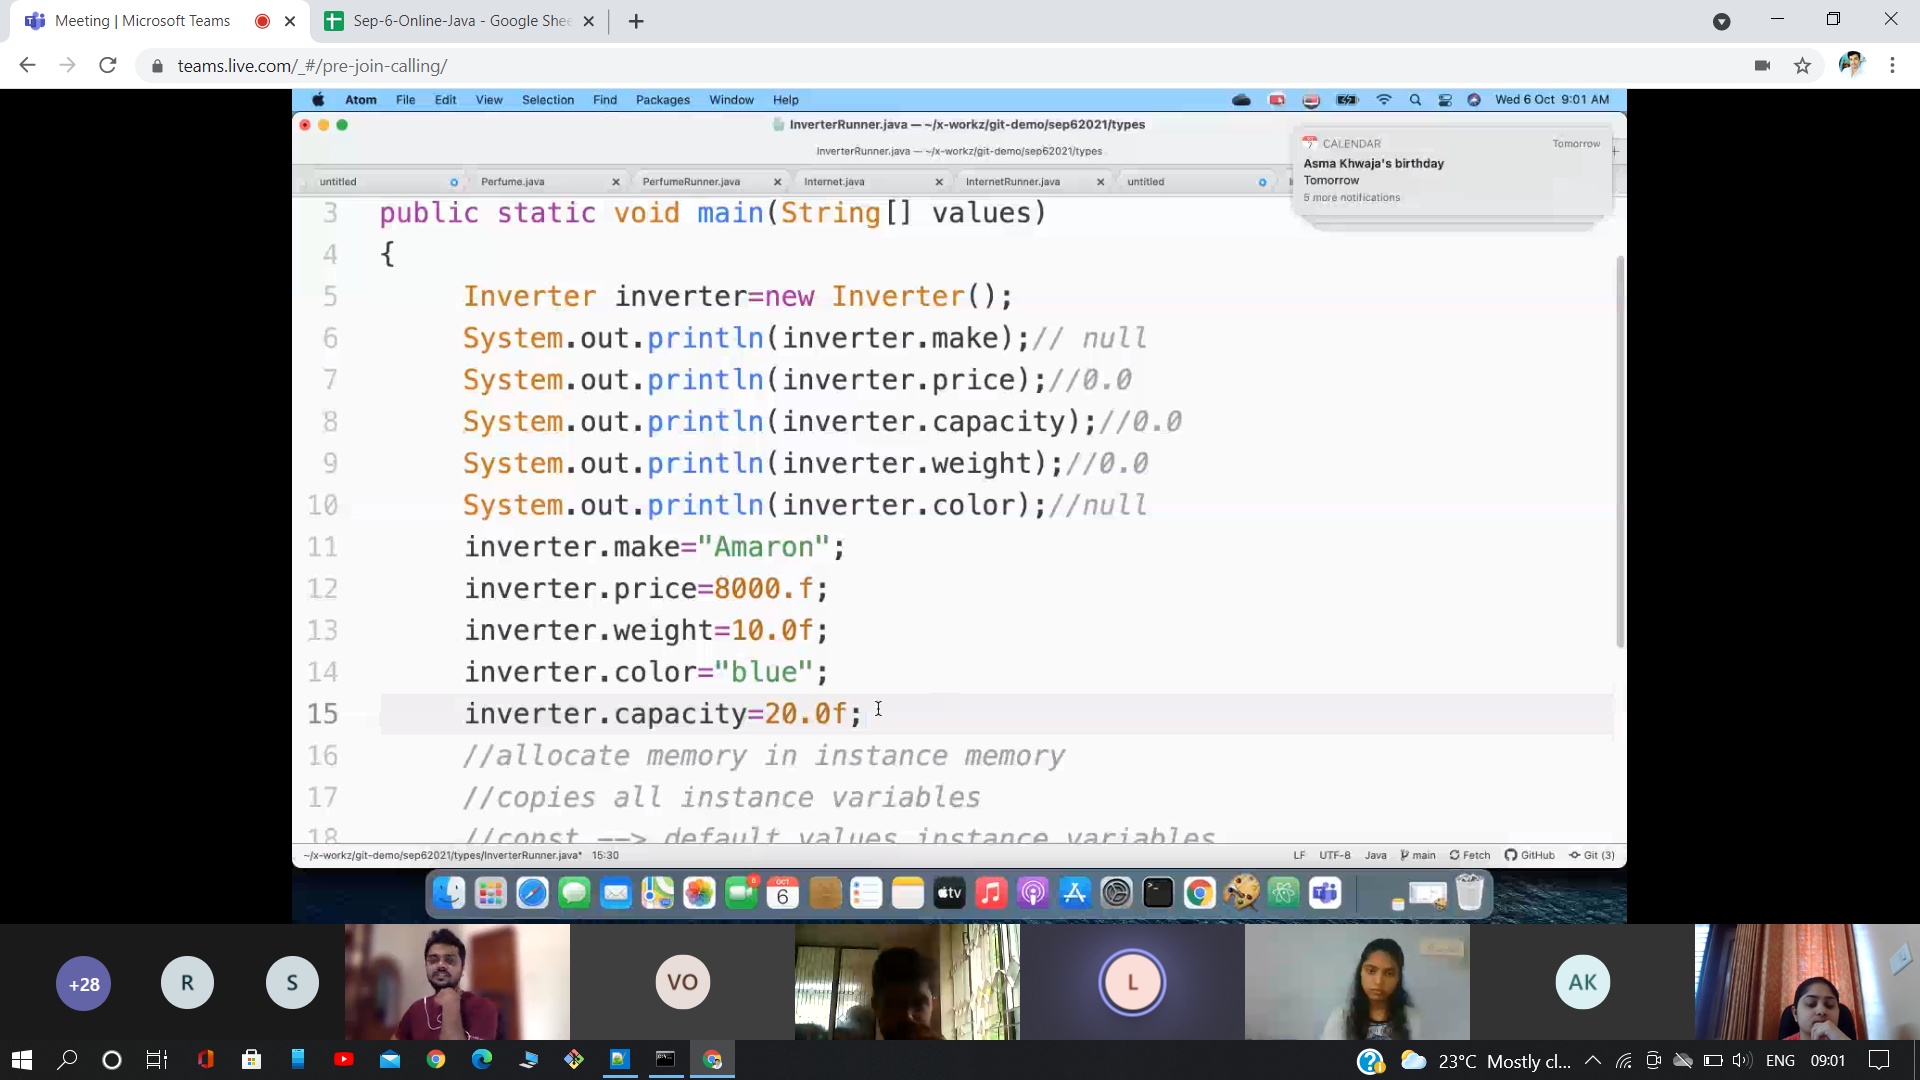 Meeting | Microsoft Teams
Sep-6-Online-Java - Google Shee
teams.live.com/_#/pre-join-calling/
Atom File Edit View Selection Find Packages Window Help
Wed 6 Oct 9:01 AM
InverterRunner.java — ~/x-workz/git-demo/sep62021/types
InverterRunner.java — ~/x-workz/git-demo/sep62021/types
CALENDAR Tomorrow
Asma Khwaja's birthday
Tomorrow
5 more notifications
untitled Perfume.java PerfumeRunner.java Internet.java InternetRunner.java untitled
3 public static void main(String[] values)
4 {
5 Inverter inverter=new Inverter();
6 System.out.println(inverter.make);// null
7 System.out.println(inverter.price);//0.0
8 System.out.println(inverter.capacity);//0.0
9 System.out.println(inverter.weight);//0.0
10 System.out.println(inverter.color);//null
11 inverter.make="Amaron";
12 inverter.price=8000.f;
13 inverter.weight=10.0f;
14 inverter.color="blue";
15 inverter.capacity=20.0f;
16 //allocate memory in instance memory
17 //copies all instance variables
18 //const ——> default values instance variables
~/x-workz/git-demo/sep62021/types/InverterRunner.java* 15:30
LF UTF-8 Java main Fetch GitHub Git (3)
OCT
6
tv
+28
R
S
VO
L
AK
23°C Mostly cl...
ENG
09:01